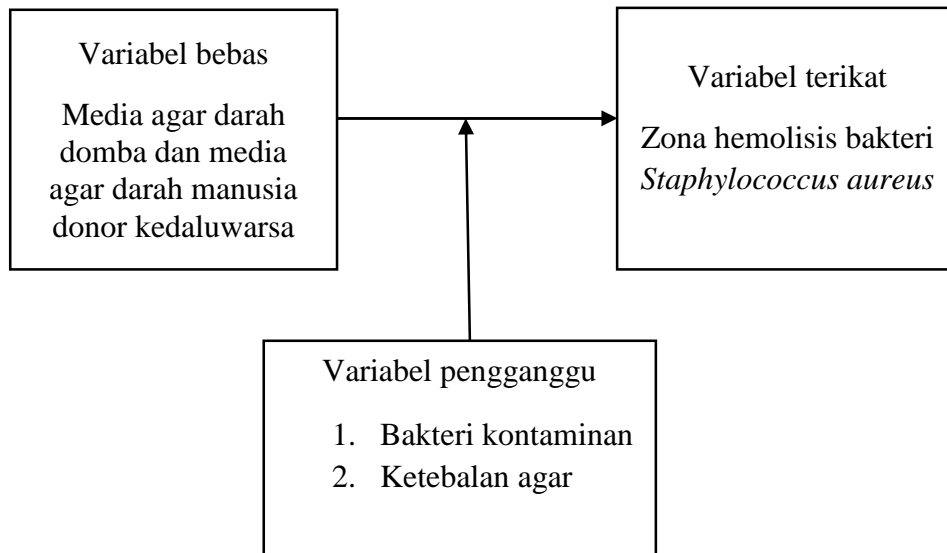 Variabel bebas
Media agar darah
domba dan media
agar darah manusia
donor kedaluwarsa
Variabel terikat
Zona hemolisis bakteri
Staphylococcus aureus
Variabel pengganggu
1. Bakteri kontaminan
2. Ketebalan agar